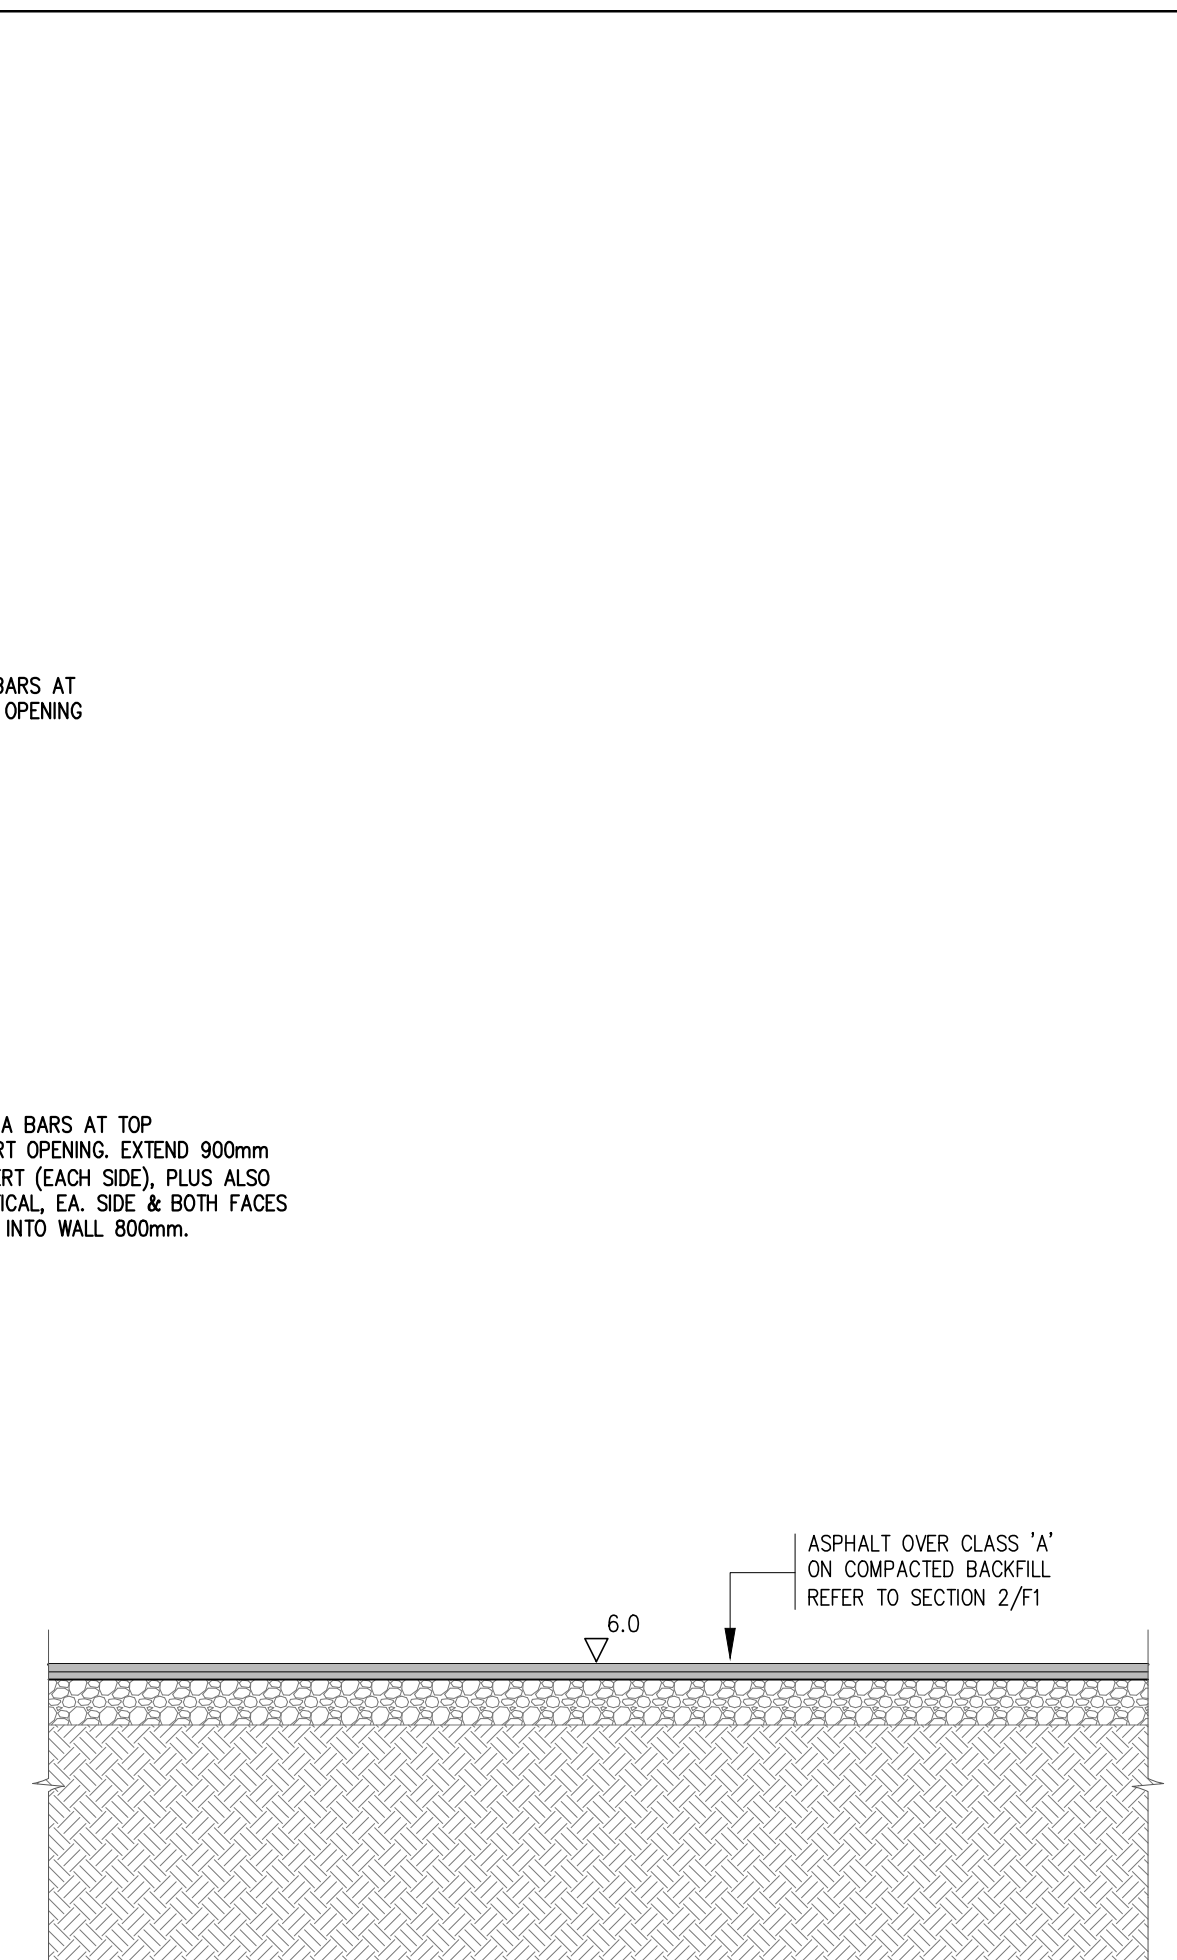 BARS AT
OPENING
A BARS AT TOP
RT OPENING. EXTEND 900mm
ERT (EACH SIDE), PLUS ALSO
ICAL, EA. SIDE & BOTH FACES
INTO WALL 800mm.
ASPHALT OVER CLASS 'A'
ON COMPACTED BACKFILL
REFER TO SECTION 2/F1
6.0